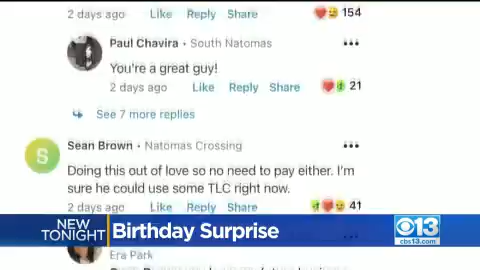 2 days ago Like Reply Share 154
Paul Chavira • South Natomas
You're a great guy!
2 days ago Like Reply Share 21
See 7 more replies
S
Sean Brown • Natomas Crossing
Doing this out of love so no need to pay either. I'm
sure he could use some TLC right now.
2 days ago Like Reply Share 41
NEW
TONIGHT
Birthday Surprise
CBS 13
cbs13.com
Era Park